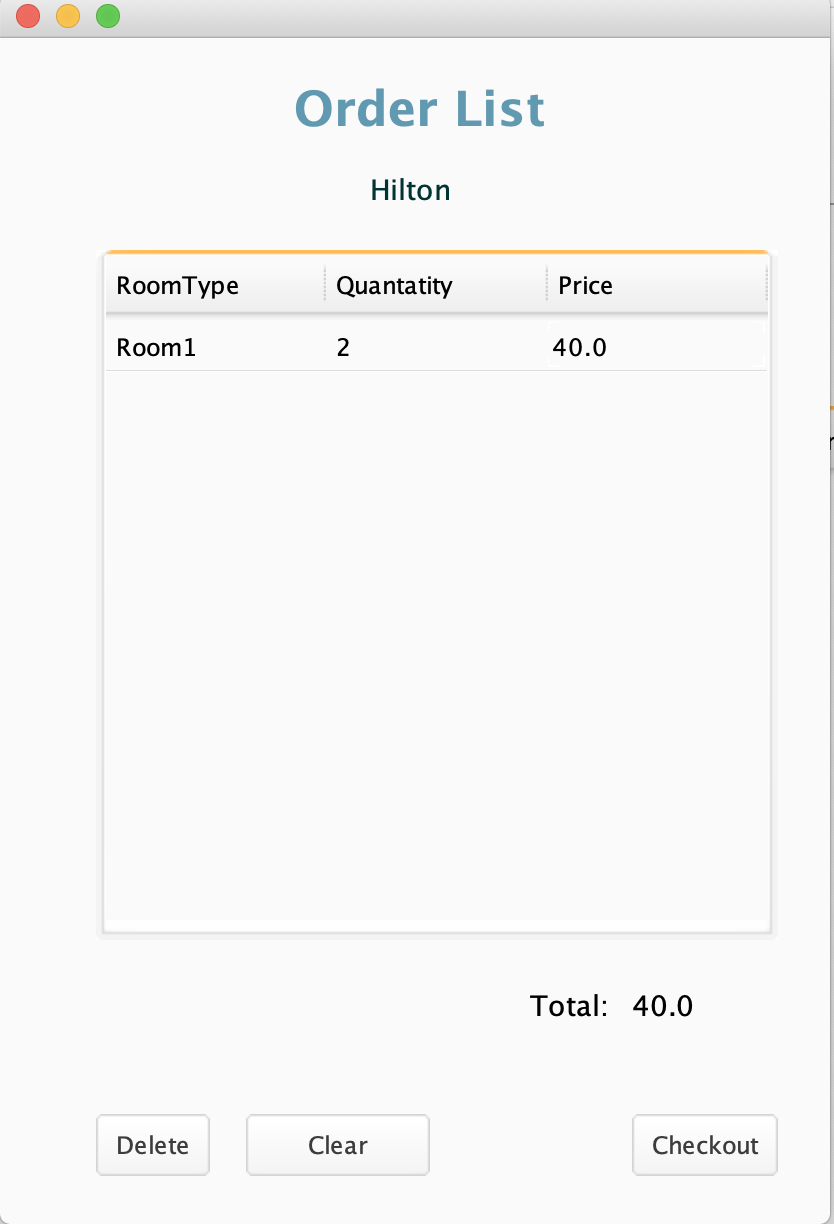 Order List
Hilton
RoomType Quantatity Price
Room1 2 40.0
Total: 40.0
Delete Clear Checkout